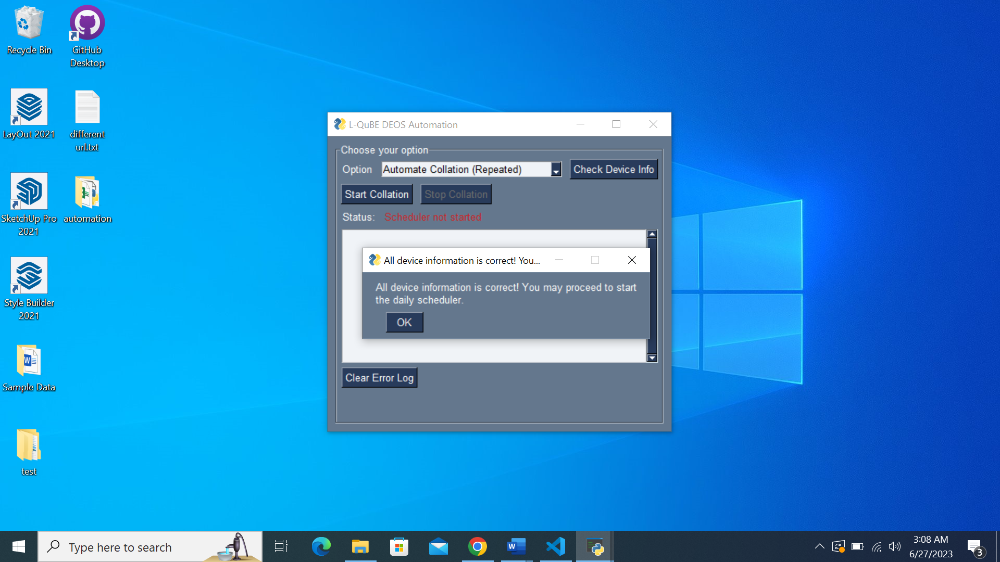 Recycle Bin
GitHub
Desktop
LayOut 2021
different
url.txt
SketchUp Pro
2021
automation
Style Builder
2021
Sample Data
test
L-QuBE DEOS Automation
Choose your option
Option
Automate Collation (Repeated)
Check Device Info
Start Collation
Stop Collation
Status:
Scheduler not started
All device information is correct! You...
All device information is correct! You may proceed to start
the daily scheduler.
OK
Clear Error Log
Type here to search
3:08 AM
6/27/2023
3